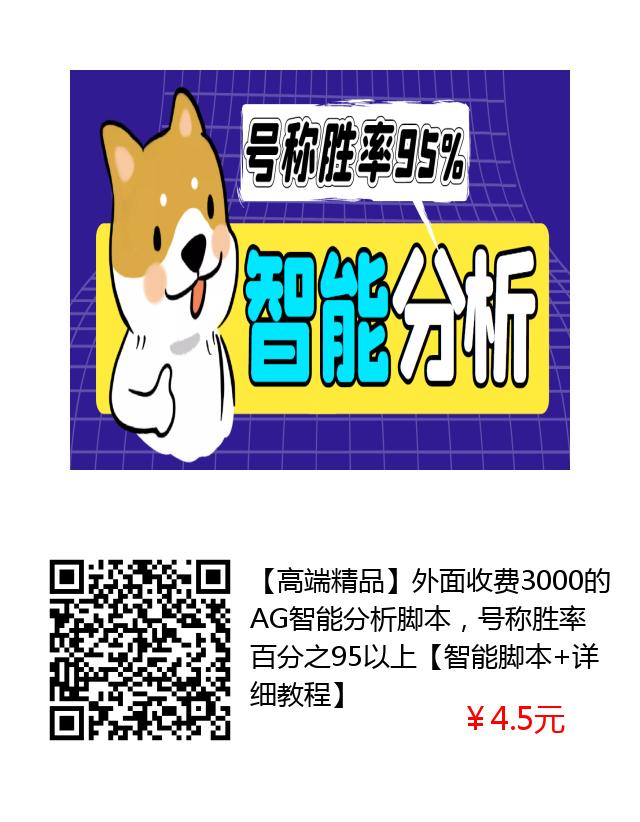 号称胜率95%
智能分析
【高端精品】外面收费3000的
AG智能分析脚本，号称胜率
百分之95以上【智能脚本+详
细教程】
￥4.5元